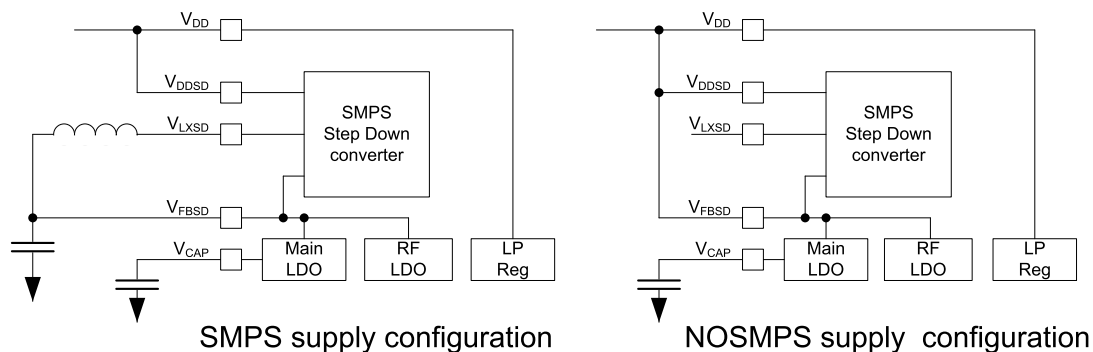 VDD
VDDSD
VLXSD
VFBSD
VCAP
SMPS
Step Down
converter
Main
LDO
RF
LDO
LP
Reg
SMPS supply configuration
VDD
VDDSD
VLXSD
VFBSD
VCAP
SMPS
Step Down
converter
Main
LDO
RF
LDO
LP
Reg
NOSMPS supply configuration